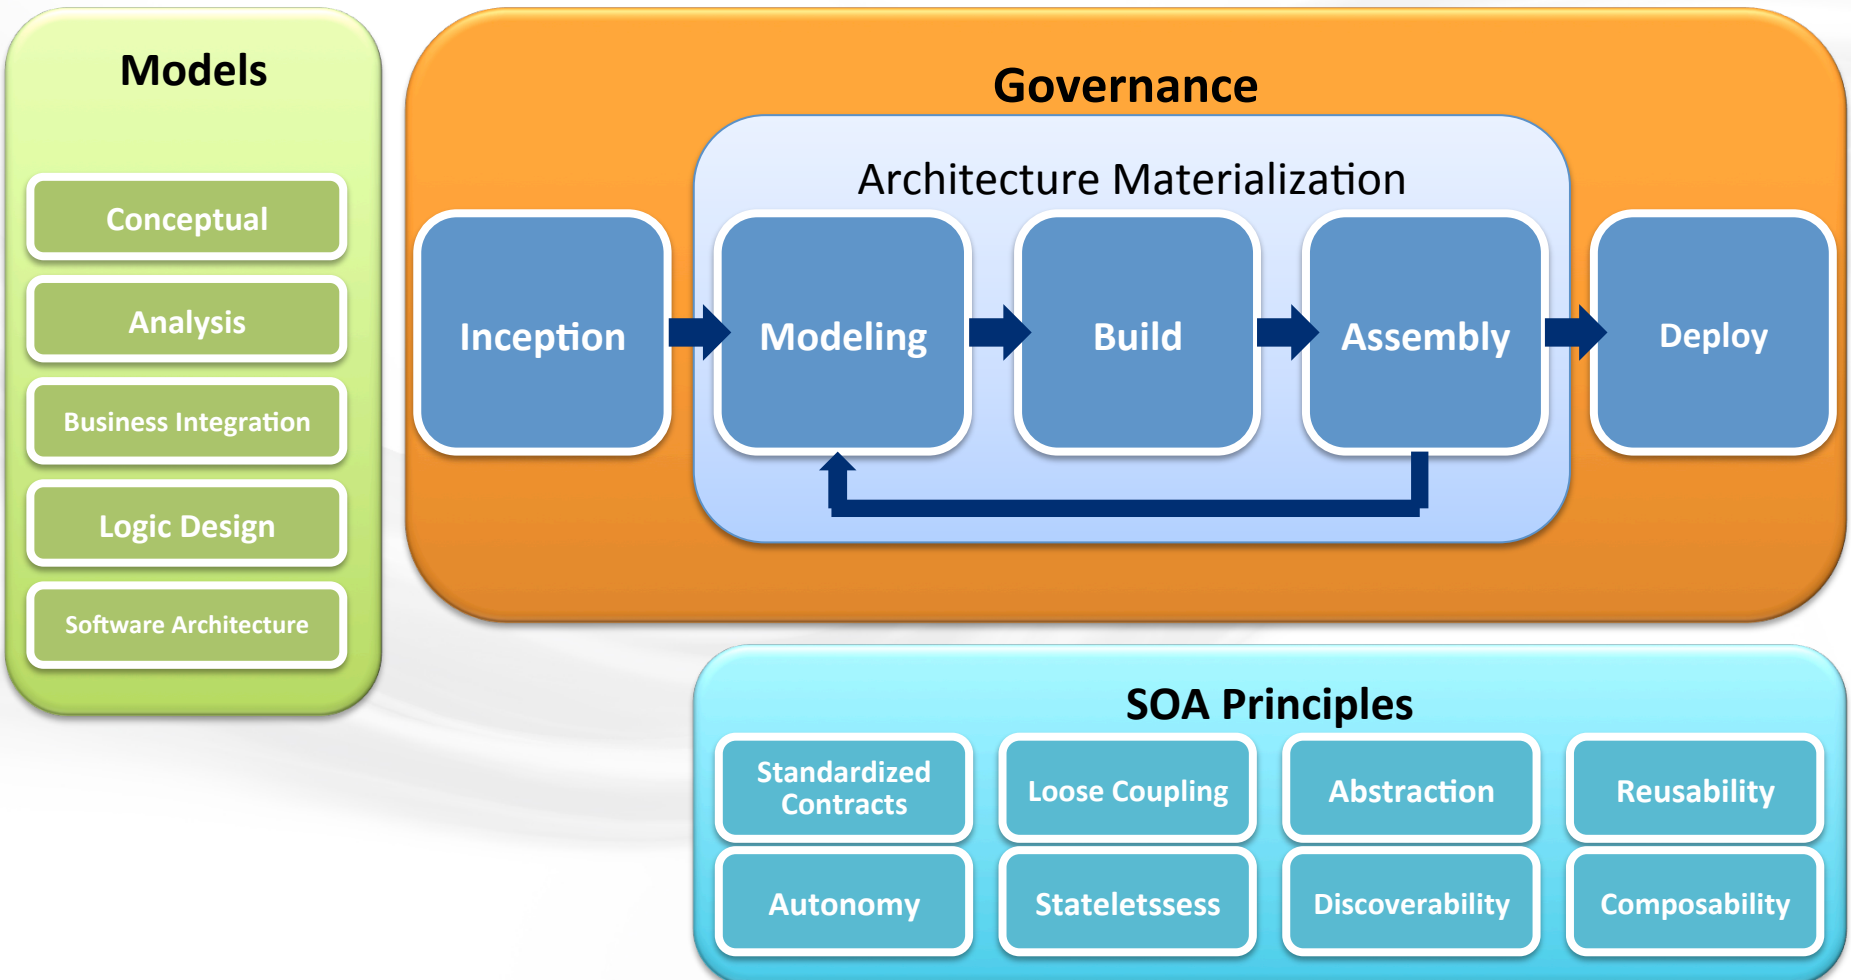 Models
Conceptual
Analysis
Business Integration
Logic Design
Software Architecture
Governance
Architecture Materialization
Inception
Modeling
Build
Assembly
Deploy
SOA Principles
Standardized
Contracts
Loose Coupling
Abstraction
Reusability
Autonomy
Stateletssess
Discoverability
Composability